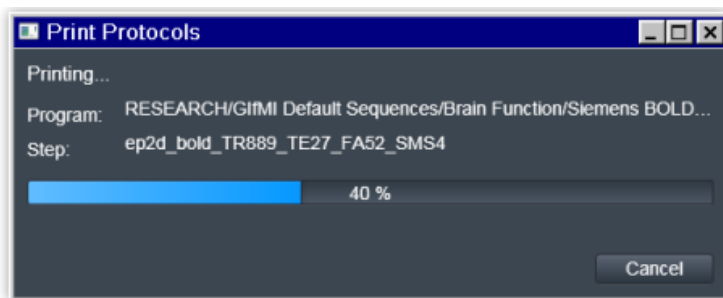 Print Protocols
Printing...
Program: RESEARCH/GIfMI Default Sequences/Brain Function/Siemens BOLD...
Step: ep2d_bold_TR889_TE27_FA52_SMS4
40 %
Cancel